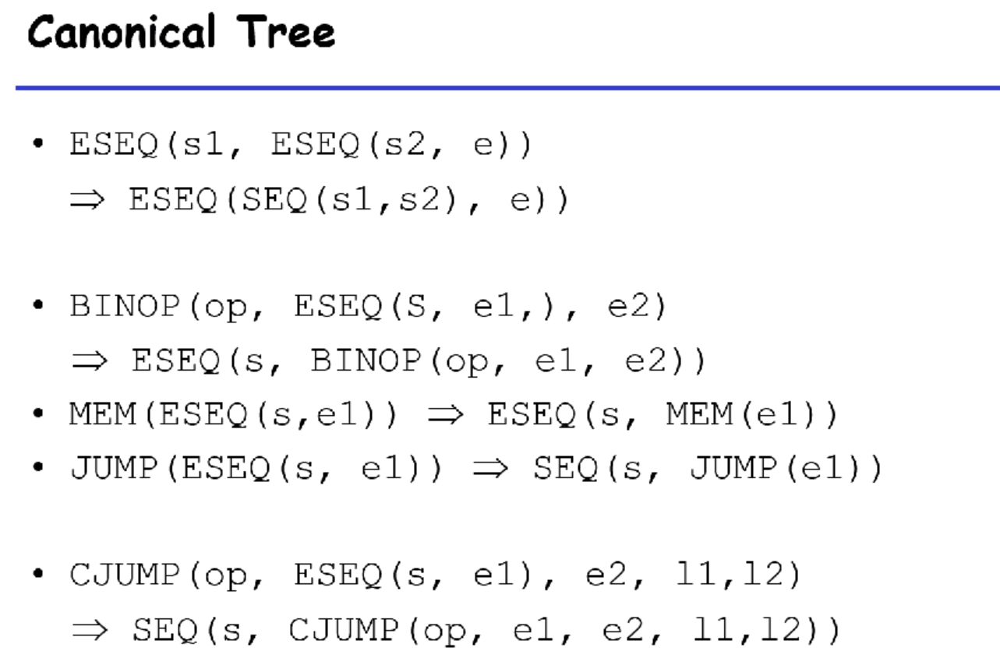 Canonical Tree
• ESEQ(s1, ESEQ(s2, e))
⇒ ESEQ(SEQ(s1,s2), e))
• BINOP(op, ESEQ(S, e1,), e2)
⇒ ESEQ(s, BINOP(op, e1, e2))
• MEM(ESEQ(s,e1)) ⇒ ESEQ(s, MEM(e1))
• JUMP(ESEQ(s, e1)) ⇒ SEQ(s, JUMP(e1))
• CJUMP(op, ESEQ(s, e1), e2, l1,l2)
⇒ SEQ(s, CJUMP(op, e1, e2, l1,l2))